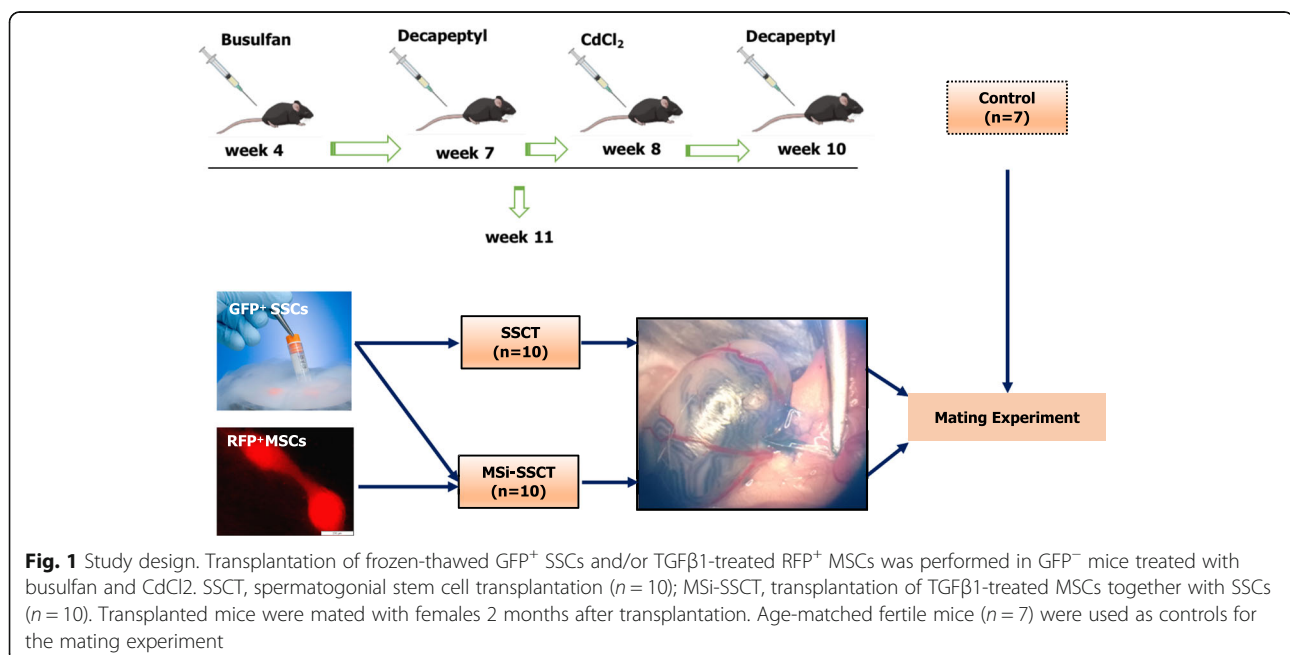 Busulfan
Decapeptyl
CdCl₂
Decapeptyl
week 4
week 7
week 8
week 10
week 11
Control
(n=7)
GFP⁺ SSCs
SSCT
(n=10)
RFP⁺MSCs
MSi-SSCT
(n=10)
Mating Experiment
Fig. 1 Study design. Transplantation of frozen-thawed GFP⁺ SSCs and/or TGFβ1-treated RFP⁺ MSCs was performed in GFP⁻ mice treated with
busulfan and CdCl2. SSCT, spermatogonial stem cell transplantation (n = 10); MSi-SSCT, transplantation of TGFβ1-treated MSCs together with SSCs
(n = 10). Transplanted mice were mated with females 2 months after transplantation. Age-matched fertile mice (n = 7) were used as controls for
the mating experiment